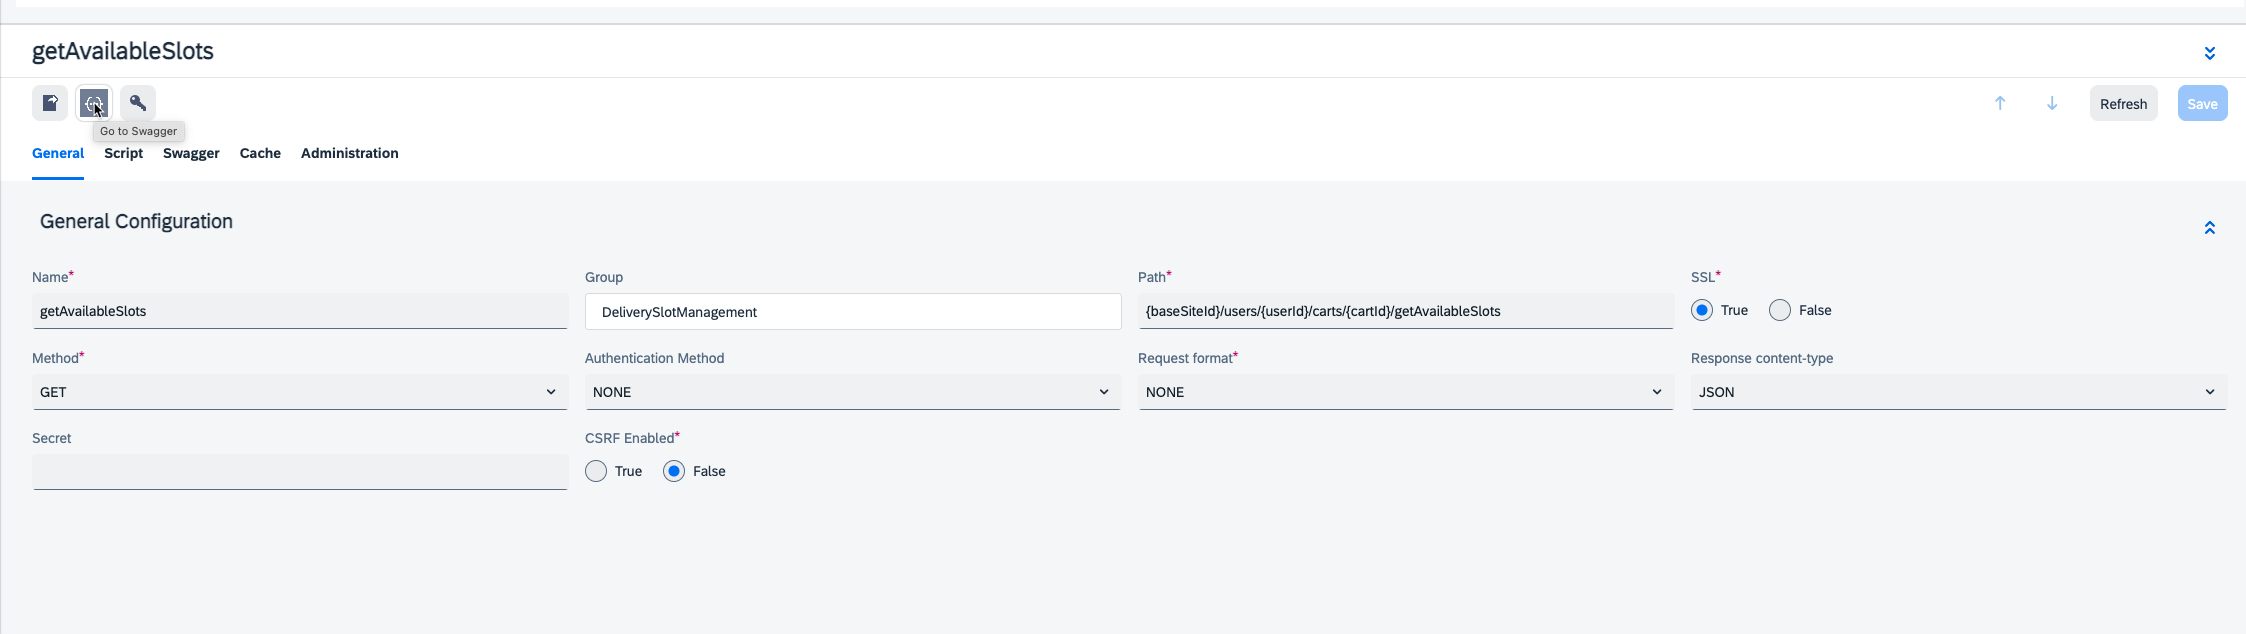 getAvailableSlots
Refresh
Save
Go to Swagger
General Script Swagger Cache Administration
General Configuration
Name* Group Path* SSL*
getAvailableSlots DeliverySlotManagement {baseSiteId}/users/{userId}/carts/{cartId}/getAvailableSlots True False
Method* Authentication Method Request format* Response content-type
GET NONE NONE JSON
Secret CSRF Enabled*
True False